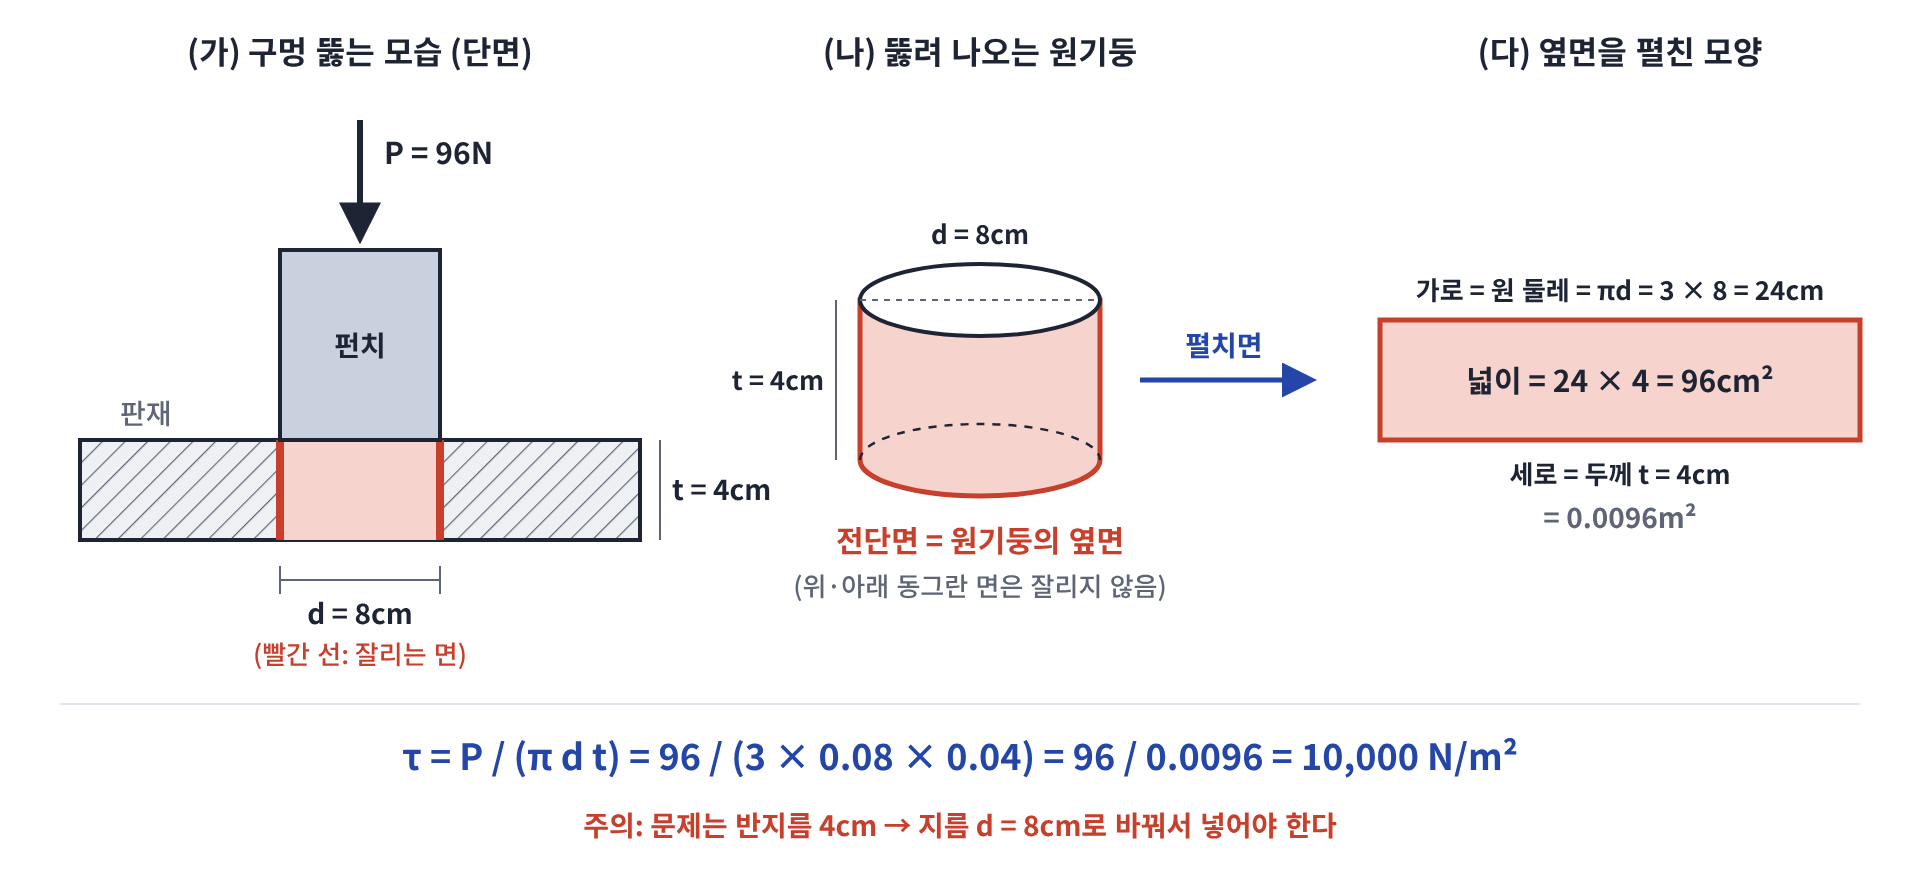 (가) 구멍 뚫는 모습 (단면)
P = 96N
펀치
판재
t = 4cm
d = 8cm
(빨간 선: 잘리는 면)
(나) 뚫려 나오는 원기둥
d = 8cm
t = 4cm
전단면 = 원기둥의 옆면
(위·아래 동그란 면은 잘리지 않음)
펼치면
(다) 옆면을 펼친 모양
가로 = 원 둘레 = πd = 3 × 8 = 24cm
넓이 = 24 × 4 = 96cm²
세로 = 두께 t = 4cm
= 0.0096m²
τ = P / (π d t) = 96 / (3 × 0.08 × 0.04) = 96 / 0.0096 = 10,000 N/m²
주의: 문제는 반지름 4cm → 지름 d = 8cm로 바꿔서 넣어야 한다